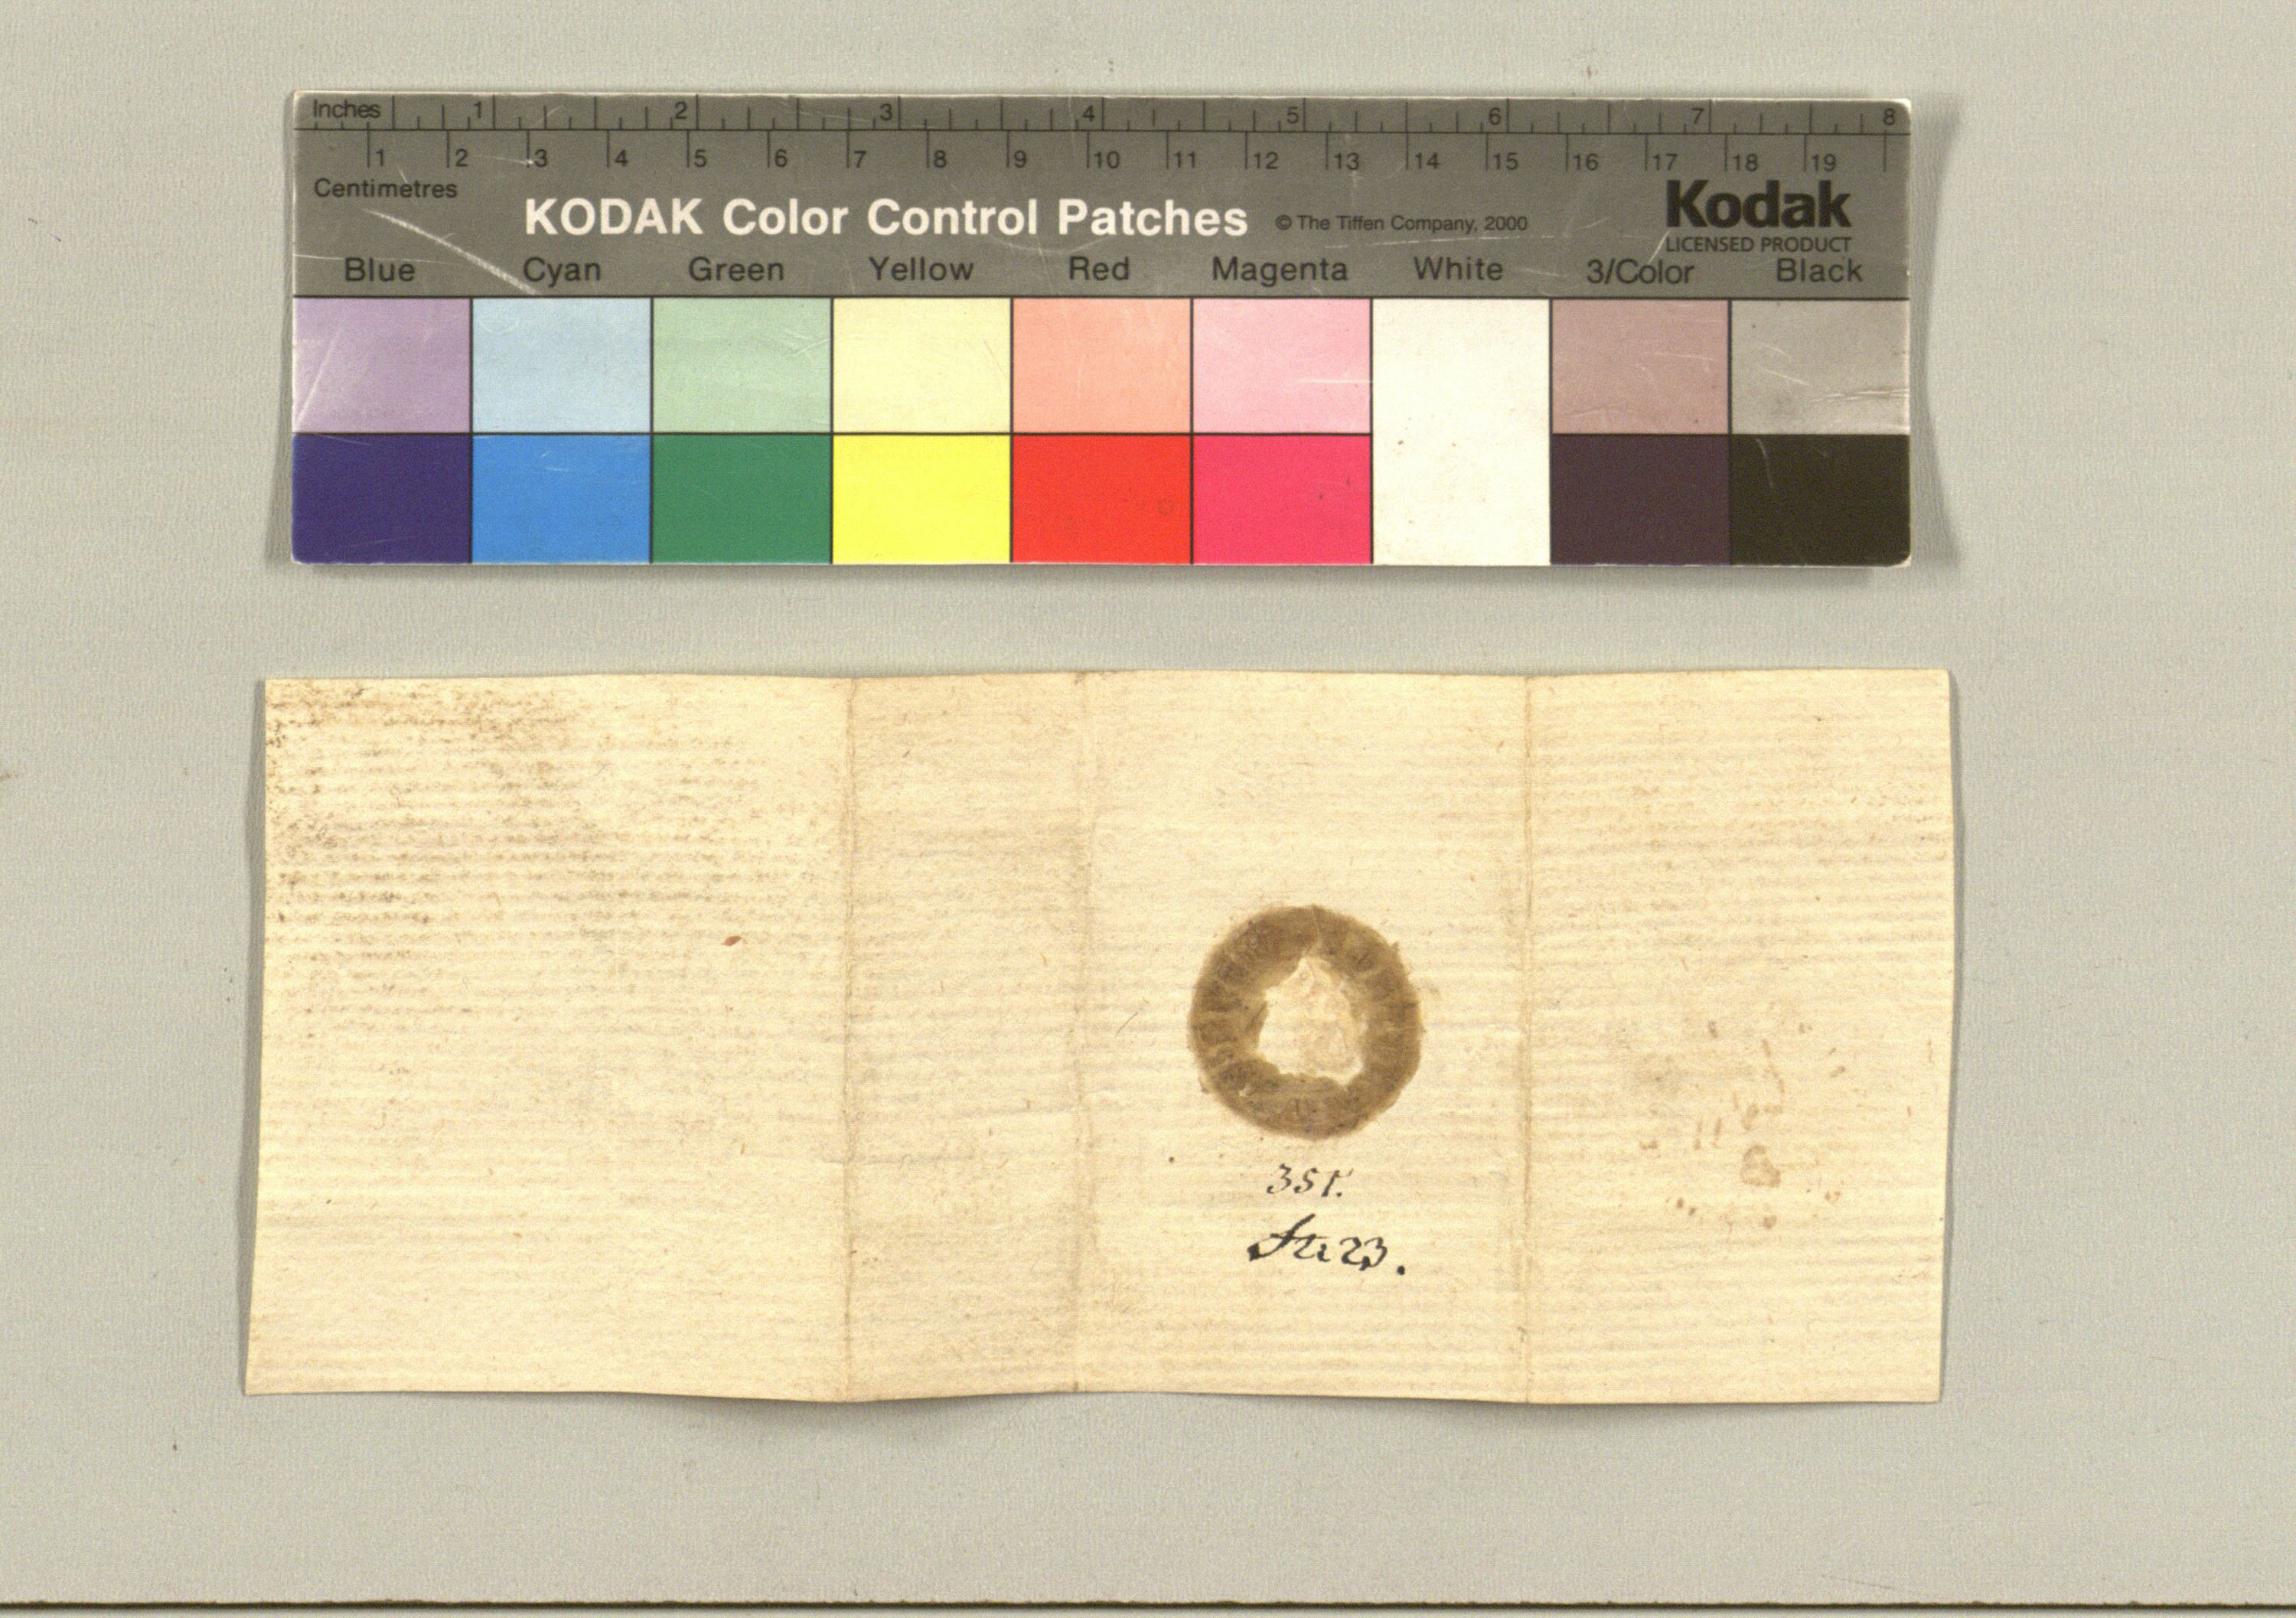 Inches 1 2 3 4 5 6 7 8
1 2 3 4 5 6 7 8 9 10 11 12 13 14 15 16 17 18 19
Centimetres
KODAK Color Control Patches © The Tiffen Company, 2000 Kodak
LICENSED PRODUCT
Blue Cyan Green Yellow Red Magenta White 3/Color Black
351.
23.